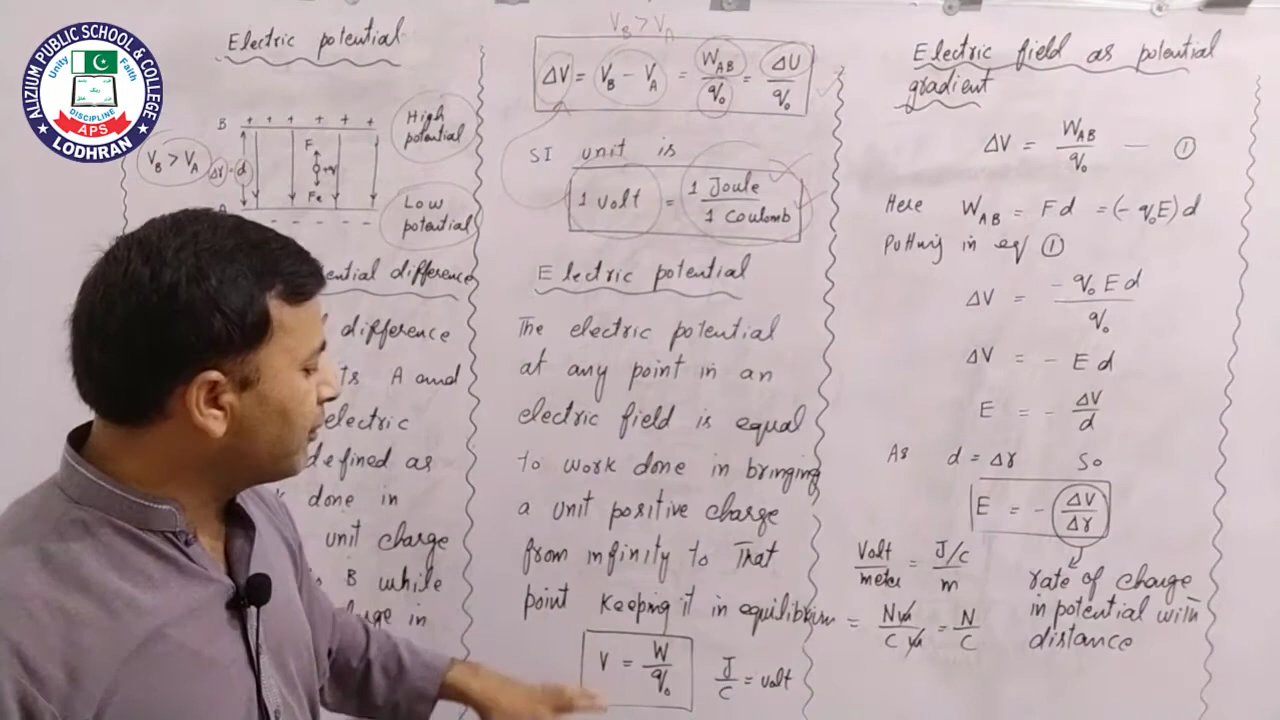 ALIZIUM PUBLIC SCHOOL & COLLEGE
Unity
Faith
DISCIPLINE
APS
LODHRAN
Electric potential
B + + + + + +
High
potential
V_B > V_A
Δr = d
F
+q
Fe
Low
potential
- - - -
ential difference
difference
ts A and
electric
defined as
done in
unit charge
B while
in
V_B > V_A
ΔV = V_B − V_A = W_AB/q₀ = ΔU/q₀
SI unit is
1 volt = 1 Joule / 1 Coulomb
Electric potential
The electric potential
at any point in an
electric field is equal
to work done in bringing
a unit positive charge
from infinity to That
point keeping it in equilibrium
V = W/q₀
J/C = volt
Electric field as potential
gradient
ΔV = W_AB/q₀ — ①
Here W_AB = Fd = (−q₀E)d
Putting in eq ①
ΔV = −q₀Ed/q₀
ΔV = − Ed
E = − ΔV/d
As d = Δr So
E = − ΔV/Δr
Volt/meter = J/C/m
= Nm/Cm = N/C
rate of change
in potential with
distance